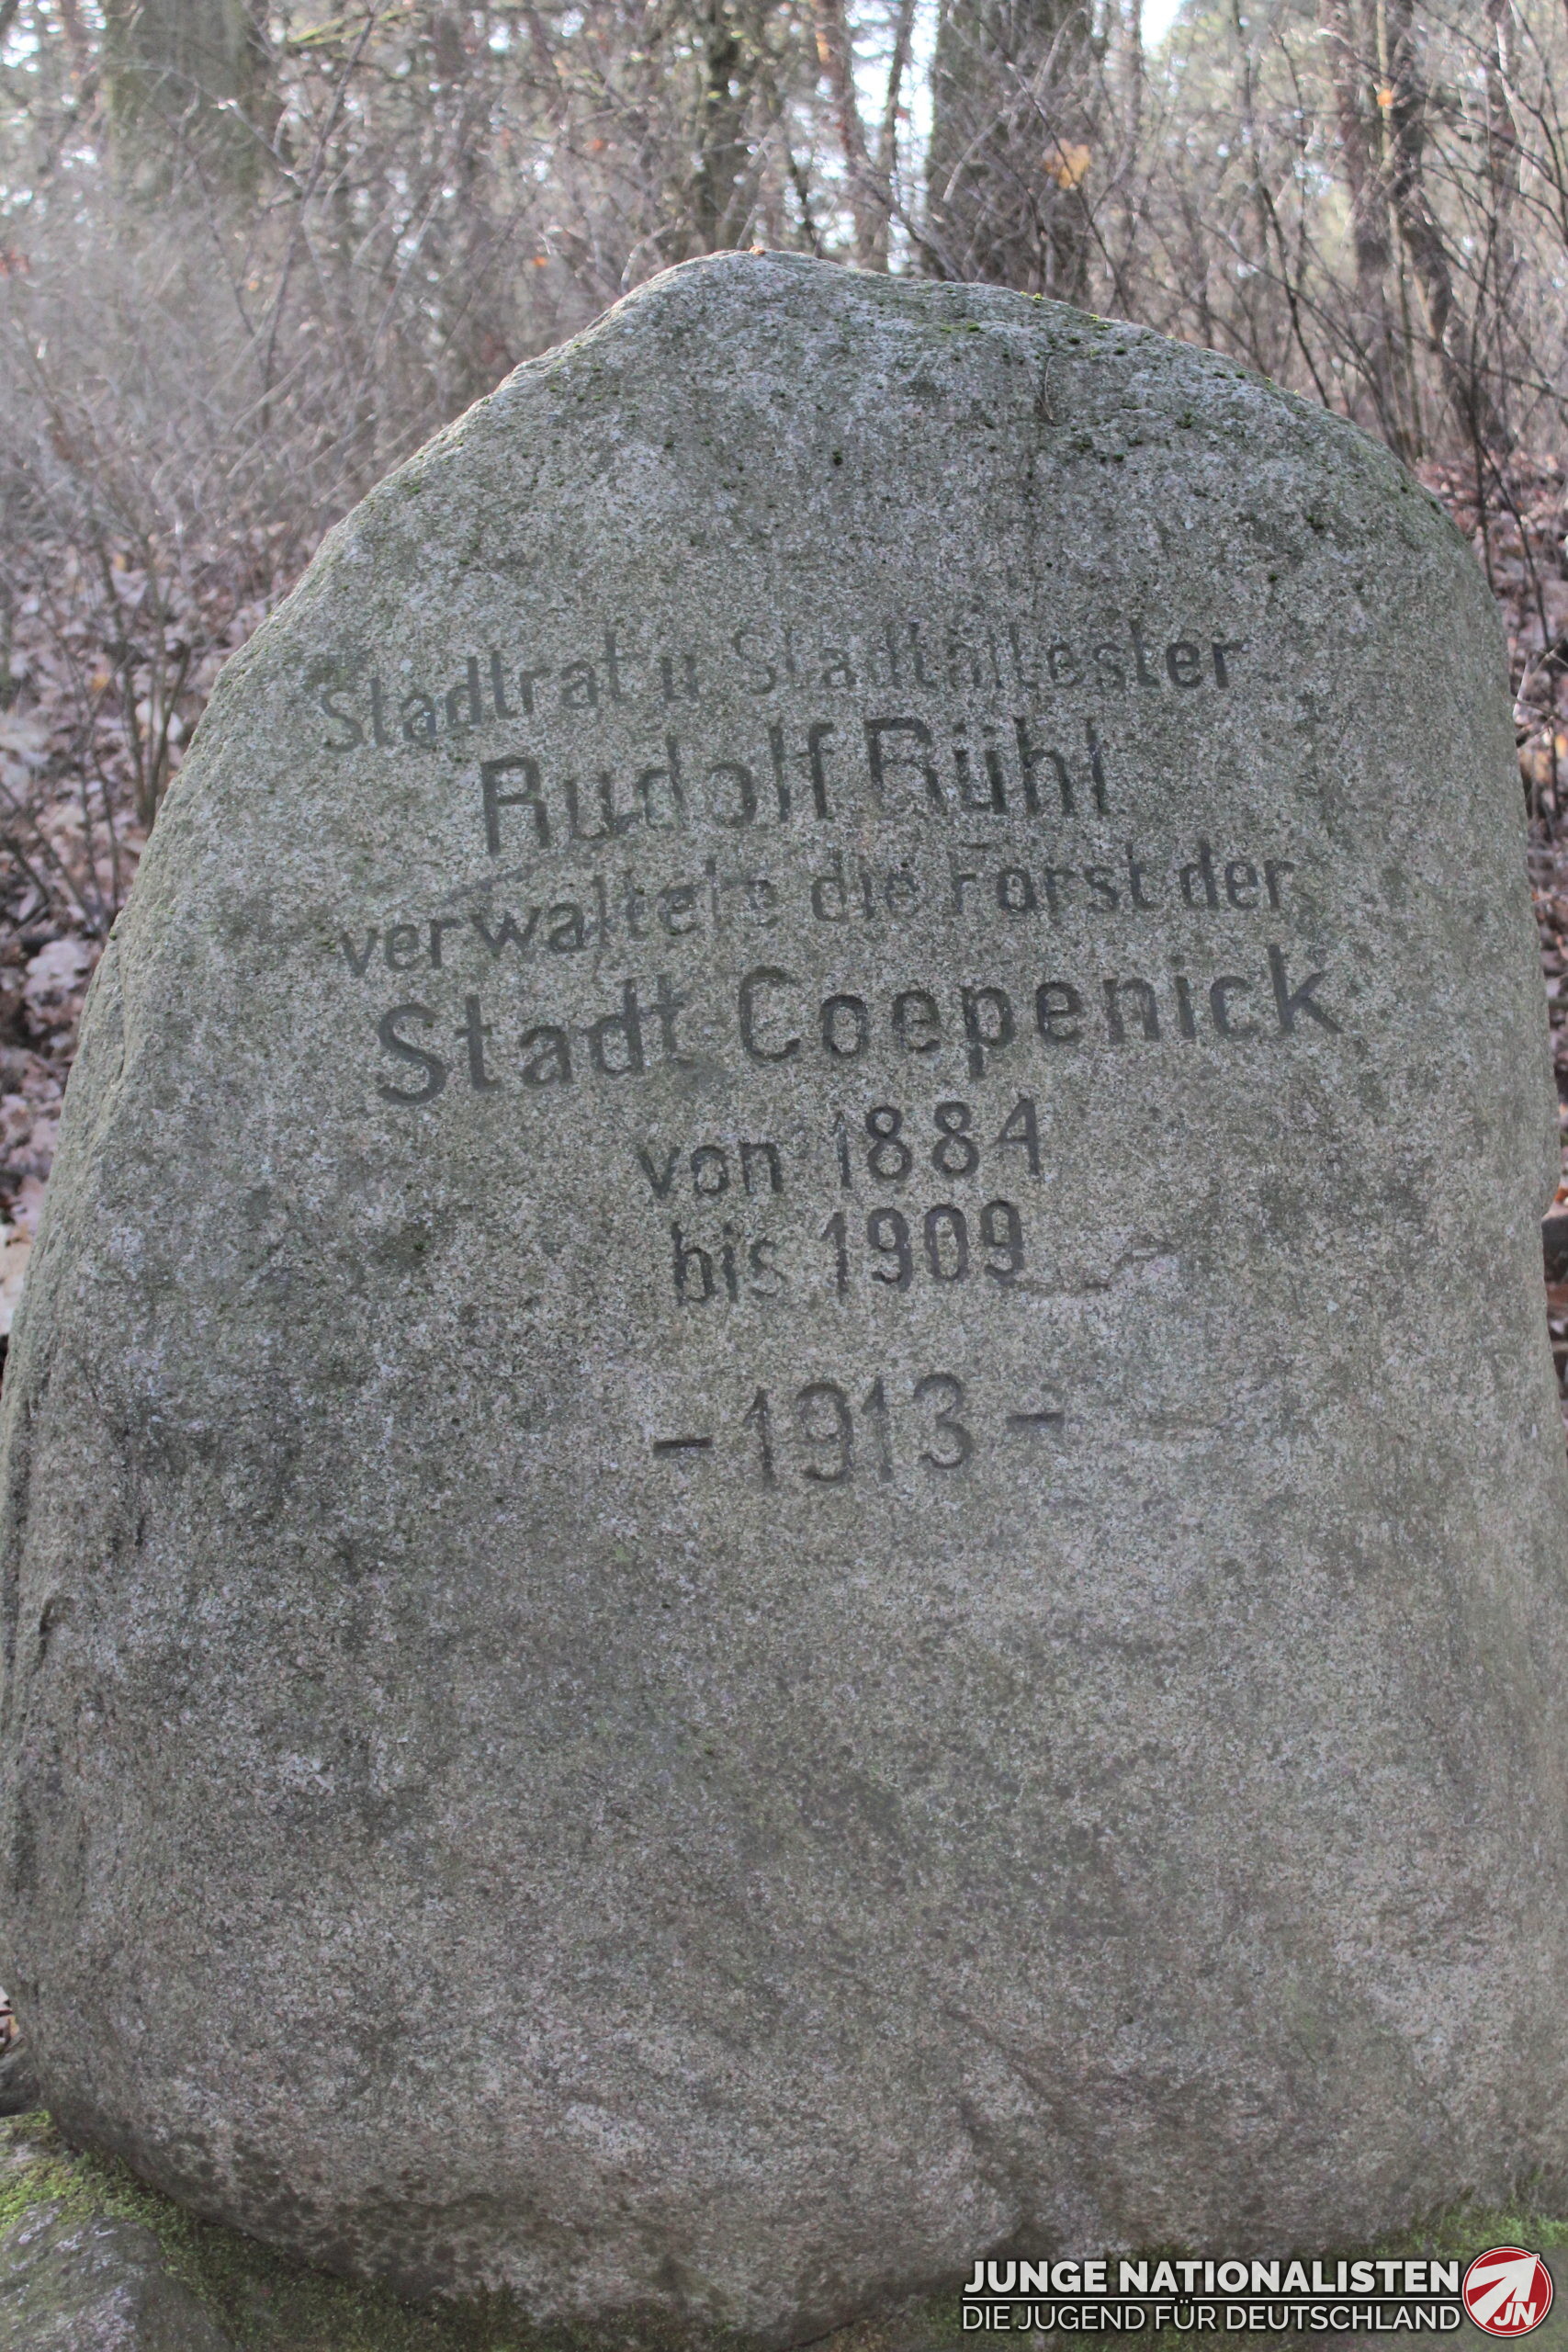 Stadtrat u Stadtältester
Rudolf Rühl
verwaltete die Forst der
Stadt Coepenick
von 1884
bis 1909
- 1913 -
JUNGE NATIONALISTEN
DIE JUGEND FÜR DEUTSCHLAND
JN